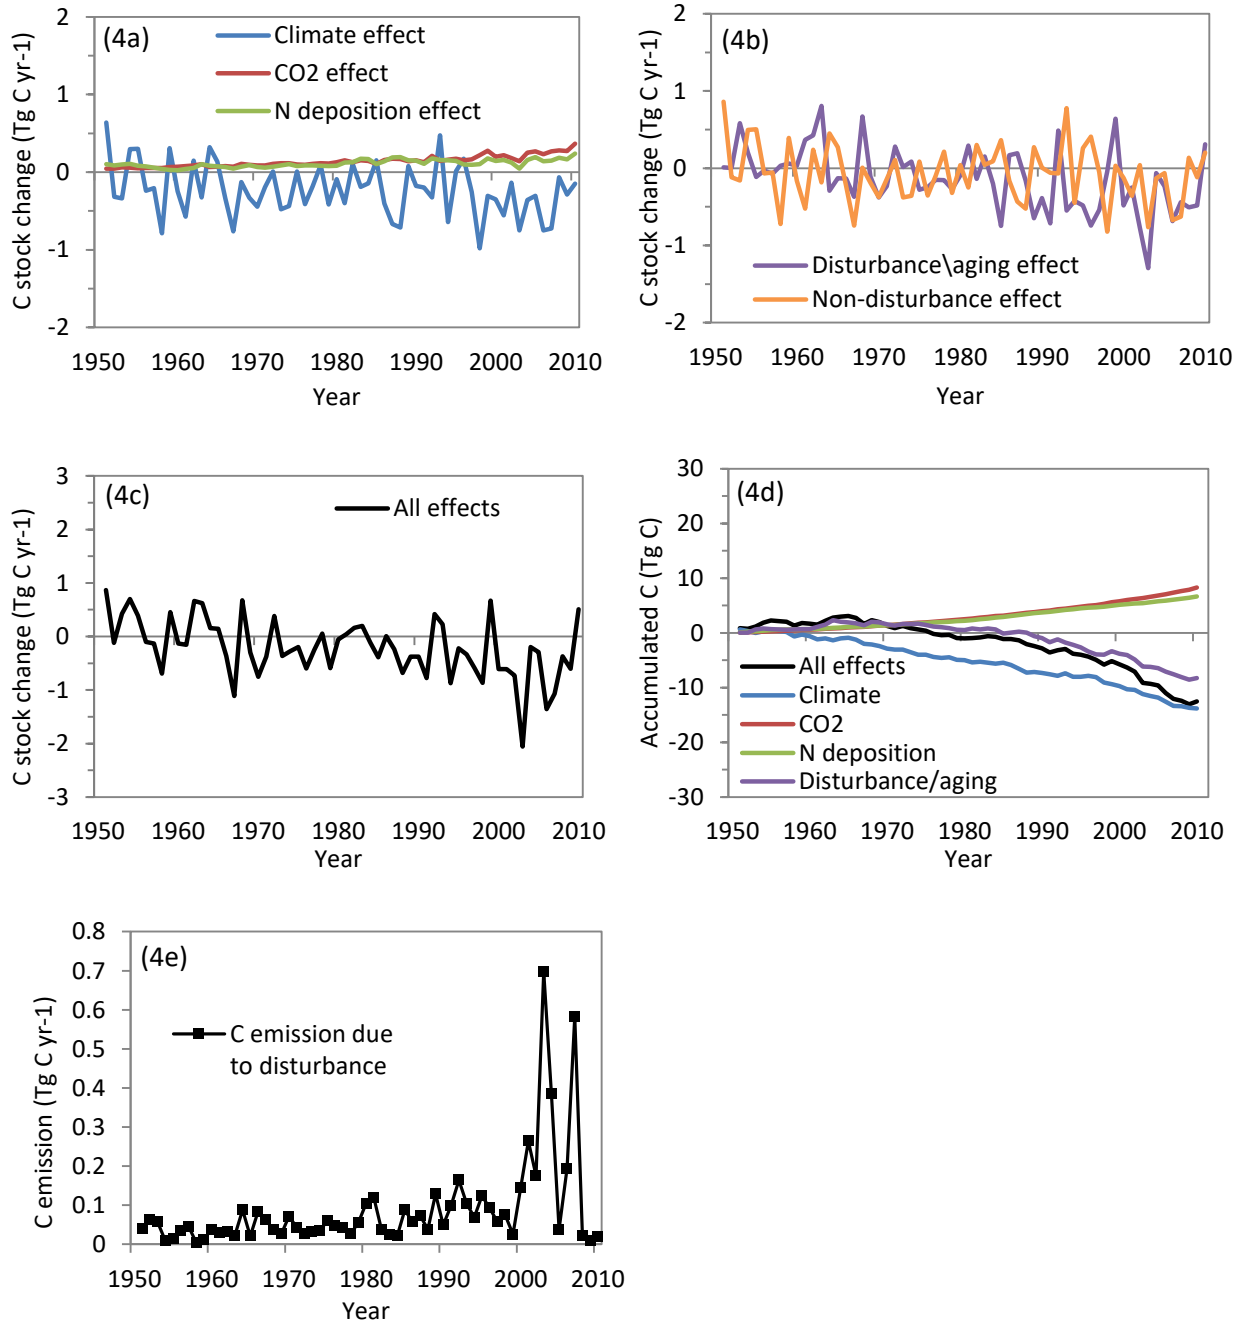 (4a)
Climate effect
CO2 effect
N deposition effect
C stock change (Tg C yr-1)
2
1
0
-1
-2
1950 1960 1970 1980 1990 2000 2010
Year
(4b)
Disturbance\aging effect
Non-disturbance effect
C stock change (Tg C yr-1)
2
1
0
-1
-2
1950 1960 1970 1980 1990 2000 2010
Year
(4c)
All effects
C stock change (Tg C yr-1)
3
2
1
0
-1
-2
-3
1950 1960 1970 1980 1990 2000 2010
Year
(4d)
All effects
Climate
CO2
N deposition
Disturbance/aging
Accumulated C (Tg C)
30
20
10
0
-10
-20
-30
1950 1960 1970 1980 1990 2000 2010
Year
(4e)
C emission due
to disturbance
C emission (Tg C yr-1)
0.8
0.7
0.6
0.5
0.4
0.3
0.2
0.1
0
1950 1960 1970 1980 1990 2000 2010
Year